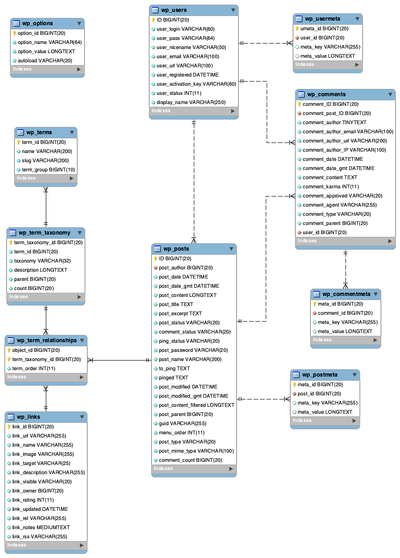 wp_options
option_id BIGINT(20)
option_name VARCHAR(64)
option_value LONGTEXT
autoload VARCHAR(20)
Indexes
wp_users
ID BIGINT(20)
user_login VARCHAR(60)
user_pass VARCHAR(64)
user_nicename VARCHAR(50)
user_email VARCHAR(100)
user_url VARCHAR(100)
user_registered DATETIME
user_activation_key VARCHAR(60)
user_status INT(11)
display_name VARCHAR(250)
Indexes
wp_usermeta
umeta_id BIGINT(20)
user_id BIGINT(20)
meta_key VARCHAR(255)
meta_value LONGTEXT
Indexes
wp_comments
comment_ID BIGINT(20)
comment_post_ID BIGINT(20)
comment_author TINYTEXT
comment_author_email VARCHAR(100)
comment_author_url VARCHAR(200)
comment_author_IP VARCHAR(100)
comment_date DATETIME
comment_date_gmt DATETIME
comment_content TEXT
comment_karma INT(11)
comment_approved VARCHAR(20)
comment_agent VARCHAR(255)
comment_type VARCHAR(20)
comment_parent BIGINT(20)
user_id BIGINT(20)
Indexes
wp_terms
term_id BIGINT(20)
name VARCHAR(200)
slug VARCHAR(200)
term_group BIGINT(10)
Indexes
wp_term_taxonomy
term_taxonomy_id BIGINT(20)
term_id BIGINT(20)
taxonomy VARCHAR(32)
description LONGTEXT
parent BIGINT(20)
count BIGINT(20)
Indexes
wp_posts
ID BIGINT(20)
post_author BIGINT(20)
post_date DATETIME
post_date_gmt DATETIME
post_content LONGTEXT
post_title TEXT
post_excerpt TEXT
post_status VARCHAR(20)
comment_status VARCHAR(20)
ping_status VARCHAR(20)
post_password VARCHAR(20)
post_name VARCHAR(200)
to_ping TEXT
pinged TEXT
post_modified DATETIME
post_modified_gmt DATETIME
post_content_filtered LONGTEXT
post_parent BIGINT(20)
guid VARCHAR(255)
menu_order INT(11)
post_type VARCHAR(20)
post_mime_type VARCHAR(100)
comment_count BIGINT(20)
Indexes
wp_commentmeta
meta_id BIGINT(20)
comment_id BIGINT(20)
meta_key VARCHAR(255)
meta_value LONGTEXT
Indexes
wp_term_relationships
object_id BIGINT(20)
term_taxonomy_id BIGINT(20)
term_order INT(11)
Indexes
wp_postmeta
meta_id BIGINT(20)
post_id BIGINT(20)
meta_key VARCHAR(255)
meta_value LONGTEXT
Indexes
wp_links
link_id BIGINT(20)
link_url VARCHAR(255)
link_name VARCHAR(255)
link_image VARCHAR(255)
link_target VARCHAR(25)
link_description VARCHAR(255)
link_visible VARCHAR(20)
link_owner BIGINT(20)
link_rating INT(11)
link_updated DATETIME
link_rel VARCHAR(255)
link_notes MEDIUMTEXT
link_rss VARCHAR(255)
Indexes